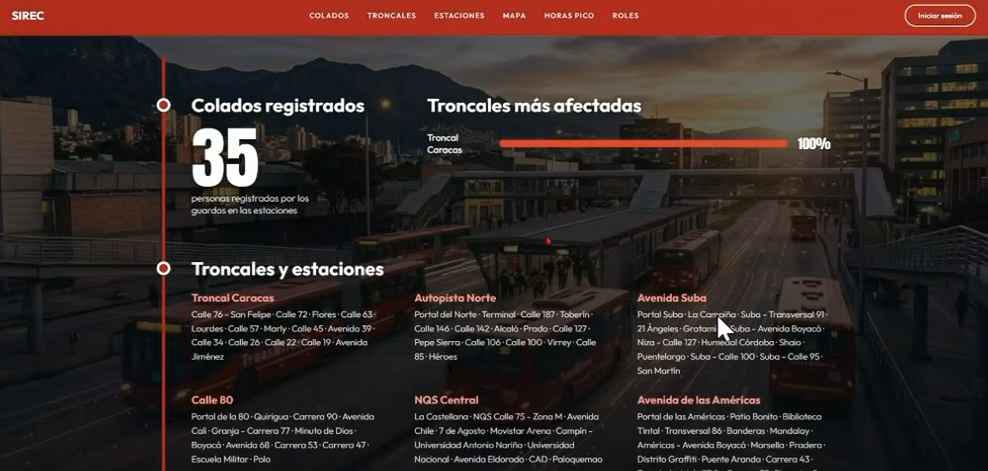 SIREC
COLADOS TRONCALES ESTACIONES MAPA HORAS PICO ROLES
Iniciar sesión
Colados registrados
35
personas registradas por los
guardas en las estaciones
Troncales más afectadas
Troncal
Caracas
100%
Troncales y estaciones
Troncal Caracas
Calle 76 - San Felipe · Calle 72 · Flores · Calle 63 ·
Lourdes · Calle 57 · Marly · Calle 45 · Avenida 39 ·
Calle 34 · Calle 26 · Calle 22 · Calle 19 · Avenida
Jiménez
Autopista Norte
Portal del Norte · Terminal · Calle 187 · Toberín ·
Calle 146 · Calle 142 · Alcalá · Prado · Calle 127 ·
Pepe Sierra · Calle 106 · Calle 100 · Virrey · Calle
85 · Héroes
Avenida Suba
Portal Suba · La Campiña · Suba - Transversal 91 ·
21 Ángeles · Suba - Avenida Boyacá ·
Niza - Calle 127 · Humedal Córdoba · Shaio ·
Puentelargo · Suba - Calle 100 · Suba - Calle 95 ·
San Martín
Calle 80
Portal de la 80 · Quirigua · Carrera 90 · Avenida
Cali · Granja - Carrera 77 · Minuto de Dios ·
Boyacá · Avenida 68 · Carrera 53 · Carrera 47 ·
Escuela Militar · Polo
NQS Central
La Castellana · NQS Calle 75 - Zona M · Avenida
Chile · 7 de Agosto · Movistar Arena · Campín -
Universidad Antonio Nariño · Universidad
Nacional · Avenida Eldorado · CAD · Paloquemao
Avenida de las Américas
Portal de las Américas · Patio Bonito · Biblioteca
Tintal · Transversal 86 · Banderas · Mandalay ·
Américas - Avenida Boyacá · Marsella · Pradera ·
Distrito Graffiti · Puente Aranda · Carrera 43 ·